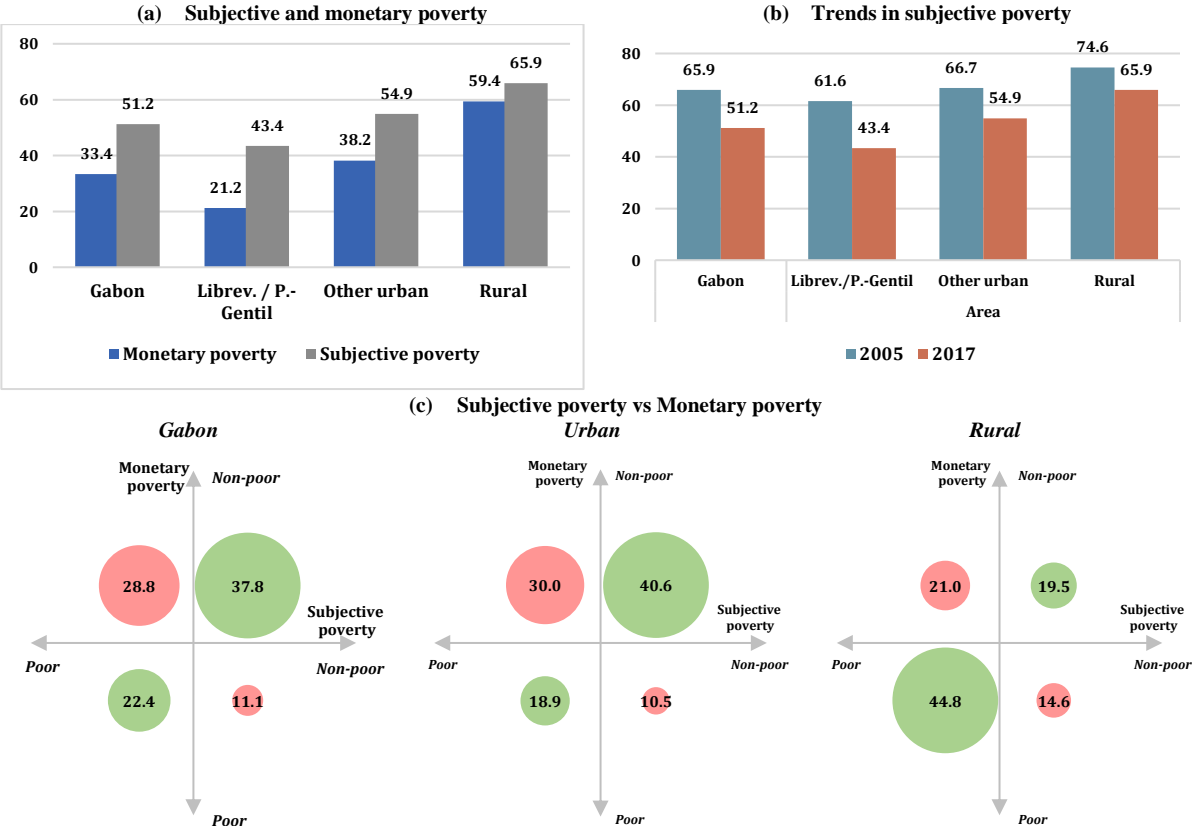 (a) Subjective and monetary poverty
80
60
40
20
0
33.4
51.2
21.2
43.4
38.2
54.9
59.4
65.9
Gabon
Librev. / P.-
Gentil
Other urban
Rural
Monetary poverty
Subjective poverty
(b) Trends in subjective poverty
80
60
40
20
0
65.9
51.2
61.6
43.4
66.7
54.9
74.6
65.9
Gabon
Librev./P.-Gentil
Other urban
Rural
Area
2005
2017
(c) Subjective poverty vs Monetary poverty
Gabon
Monetary
poverty
Non-poor
28.8
37.8
Subjective
poverty
Poor
Non-poor
22.4
11.1
Poor
Urban
Monetary
poverty
Non-poor
30.0
40.6
Subjective
poverty
Poor
Non-poor
18.9
10.5
Poor
Rural
Monetary
poverty
Non-poor
21.0
19.5
Subjective
poverty
Poor
Non-poor
44.8
14.6
Poor